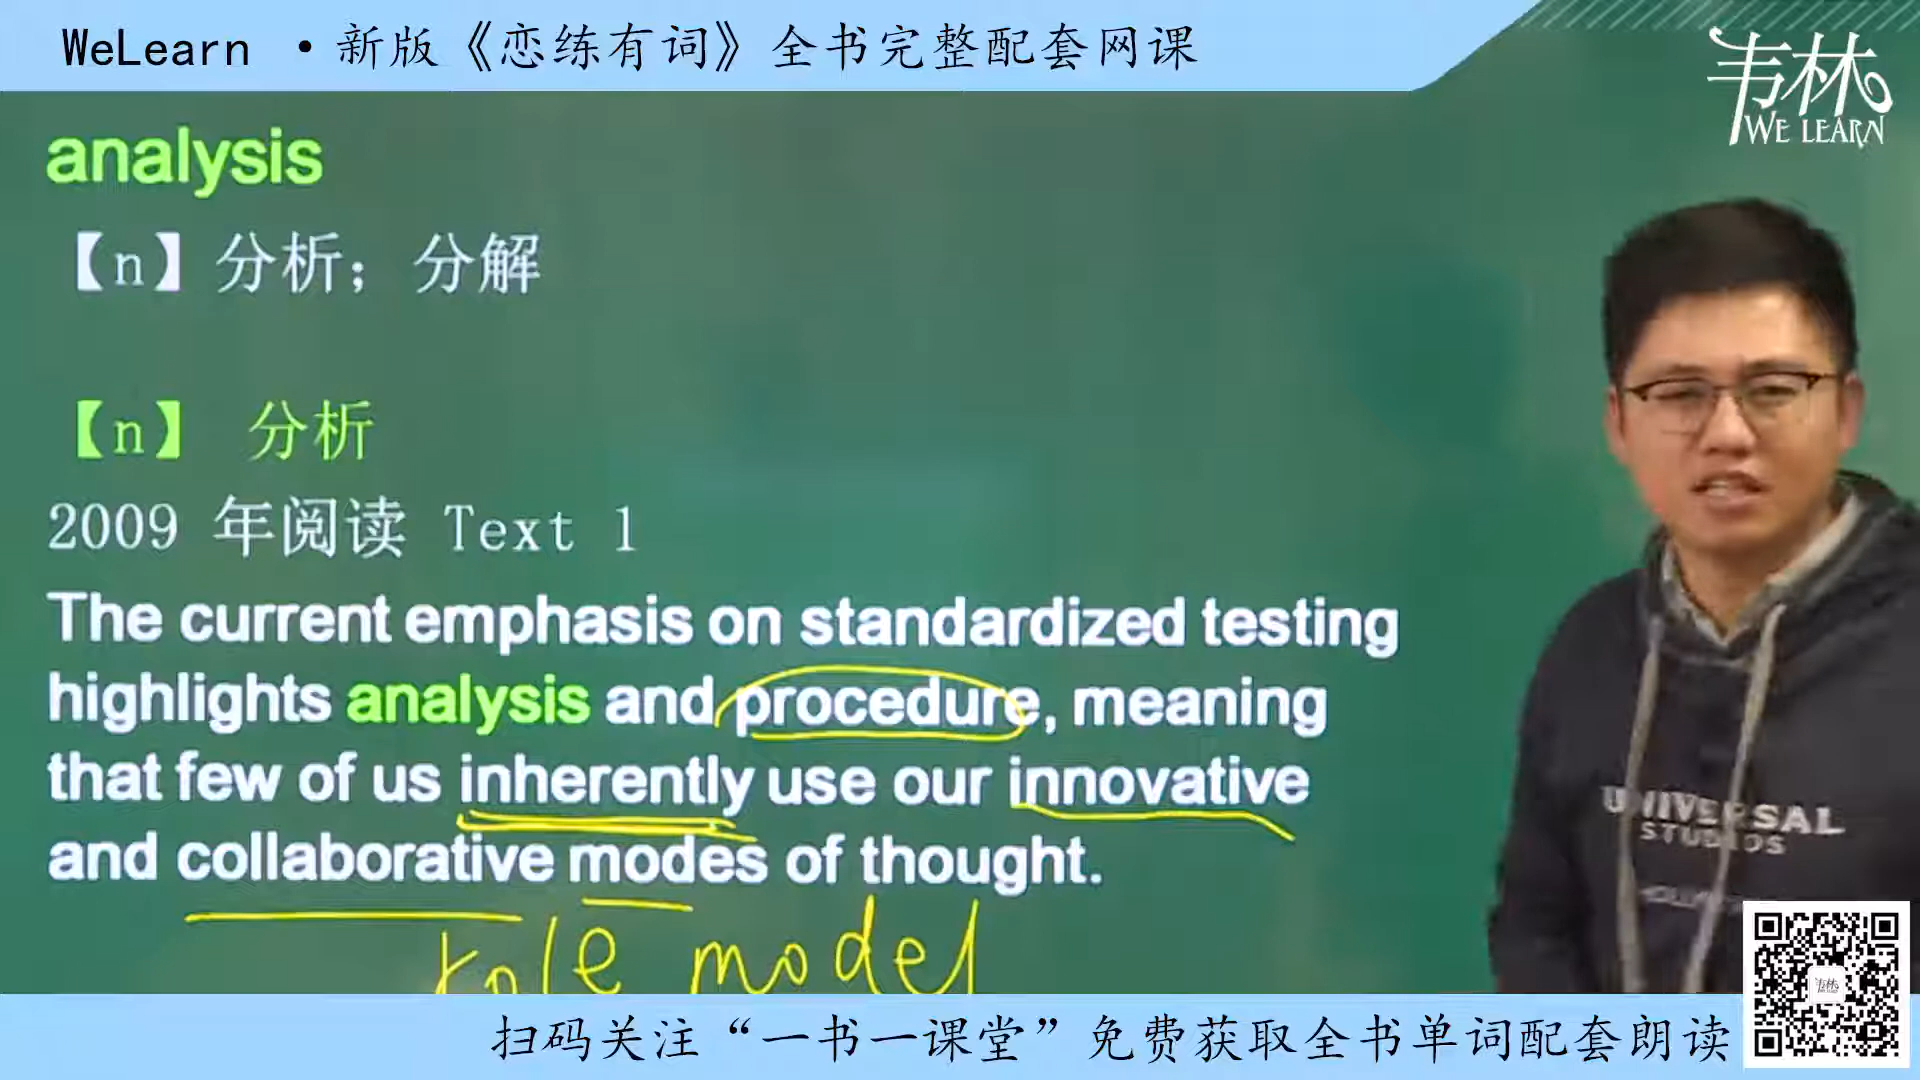 WeLearn ·新版《恋练有词》全书完整配套网课
韦林
WE LEARN
analysis
【n】分析；分解
【n】 分析
2009 年阅读 Text 1
The current emphasis on standardized testing
highlights analysis and procedure, meaning
that few of us inherently use our innovative
and collaborative modes of thought.
role model
UNIVERSAL
STUDIOS
韦林
扫码关注“一书一课堂”免费获取全书单词配套朗读